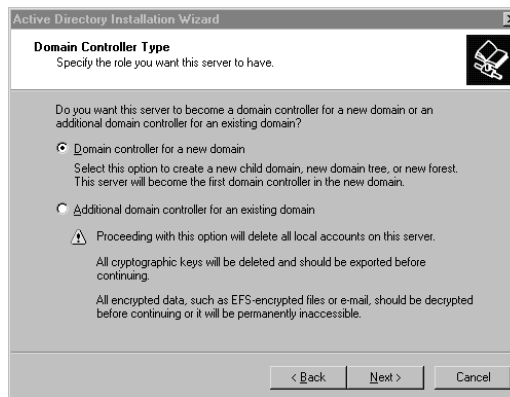 Active Directory Installation Wizard
Domain Controller Type
Specify the role you want this server to have.
Do you want this server to become a domain controller for a new domain or an
additional domain controller for an existing domain?
Domain controller for a new domain
Select this option to create a new child domain, new domain tree, or new forest.
This server will become the first domain controller in the new domain.
Additional domain controller for an existing domain
Proceeding with this option will delete all local accounts on this server.
All cryptographic keys will be deleted and should be exported before
continuing.
All encrypted data, such as EFS-encrypted files or e-mail, should be decrypted
before continuing or it will be permanently inaccessible.
< Back Next > Cancel